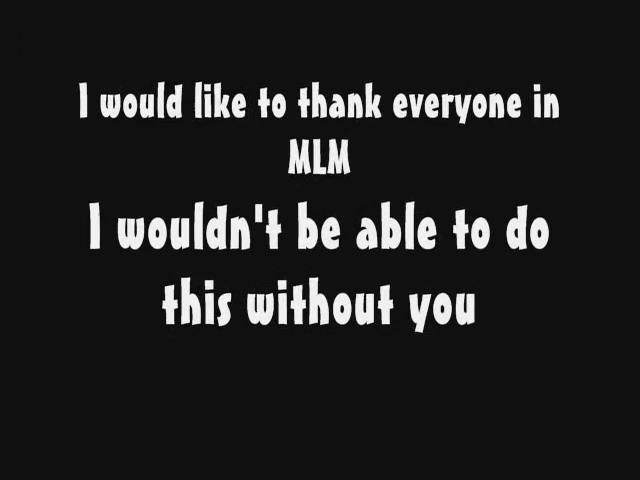 I would like to thank everyone in
MLM
I wouldn't be able to do
this without you